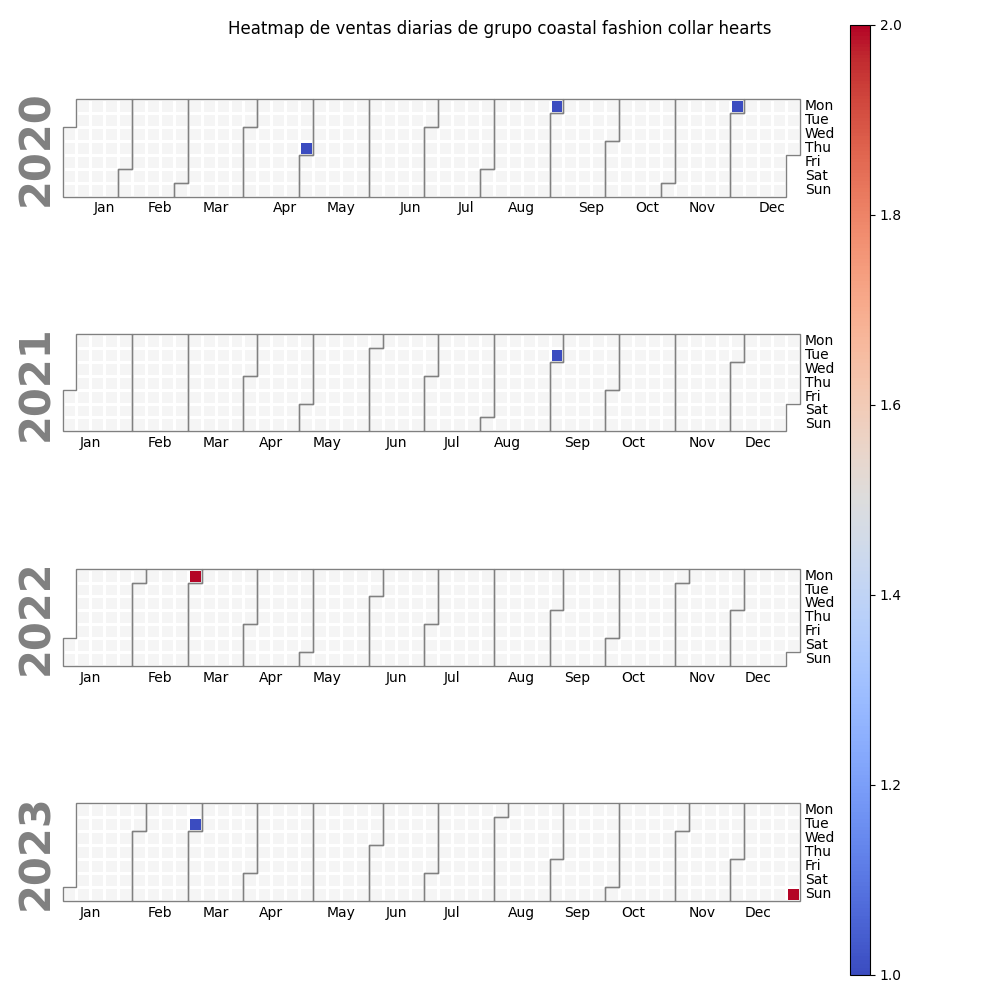 Heatmap de ventas diarias de grupo coastal fashion collar hearts
2020
Mon
Tue
Wed
Thu
Fri
Sat
Sun
Jan Feb Mar Apr May Jun Jul Aug Sep Oct Nov Dec
2021
Mon
Tue
Wed
Thu
Fri
Sat
Sun
Jan Feb Mar Apr May Jun Jul Aug Sep Oct Nov Dec
2022
Mon
Tue
Wed
Thu
Fri
Sat
Sun
Jan Feb Mar Apr May Jun Jul Aug Sep Oct Nov Dec
2023
Mon
Tue
Wed
Thu
Fri
Sat
Sun
Jan Feb Mar Apr May Jun Jul Aug Sep Oct Nov Dec
2.0
1.8
1.6
1.4
1.2
1.0